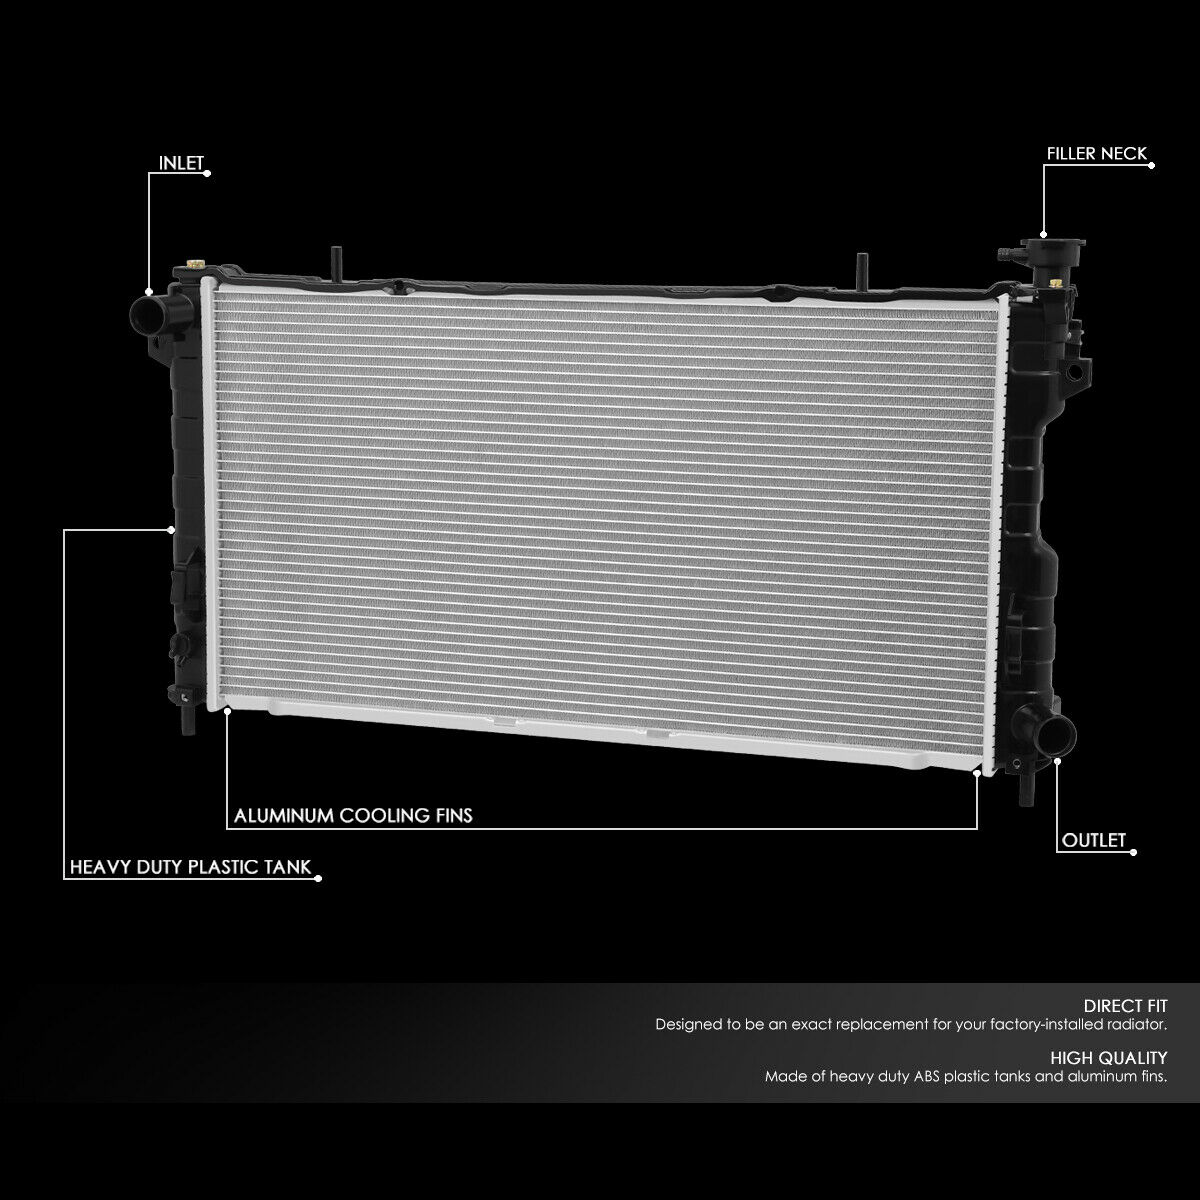 INLET
FILLER NECK
ALUMINUM COOLING FINS
OUTLET
HEAVY DUTY PLASTIC TANK
DIRECT FIT
Designed to be an exact replacement for your factory-installed radiator.
HIGH QUALITY
Made of heavy duty ABS plastic tanks and aluminum fins.